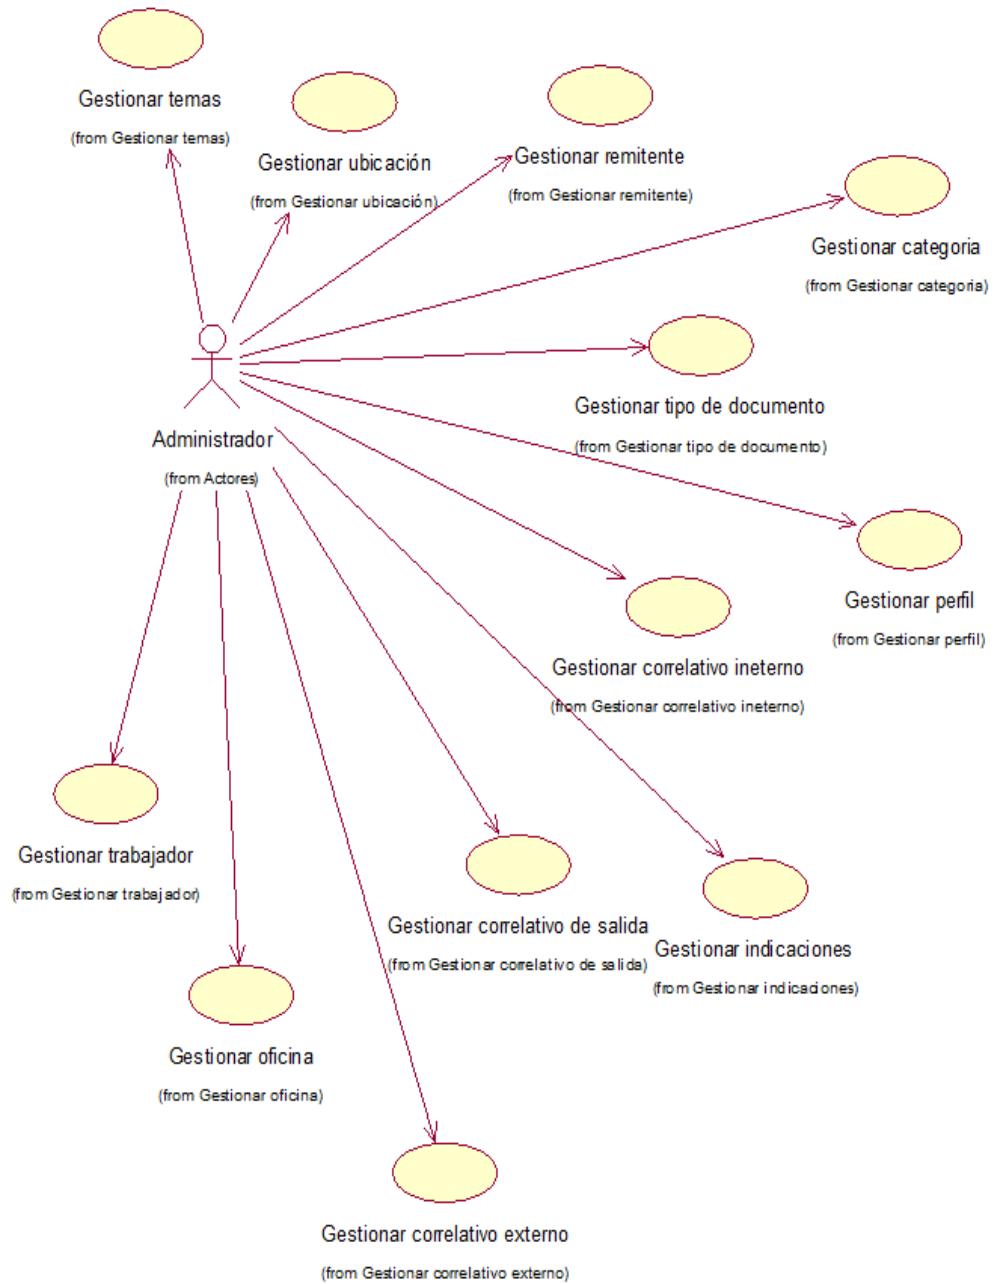 Gestionar temas
(from Gestionar temas)
Gestionar ubicación
(from Gestionar ubicación)
Gestionar remitente
(from Gestionar remitente)
Gestionar categoria
(from Gestionar categoria)
Gestionar tipo de documento
(from Gestionar tipo de documento)
Administrador
(from Actores)
Gestionar perfil
(from Gestionar perfil)
Gestionar correlativo ineterno
(from Gestionar correlativo ineterno)
Gestionar trabajador
(from Gestionar trabajador)
Gestionar correlativo de salida
(from Gestionar correlativo de salida)
Gestionar indicaciones
(from Gestionar indicaciones)
Gestionar oficina
(from Gestionar oficina)
Gestionar correlativo externo
(from Gestionar correlativo externo)